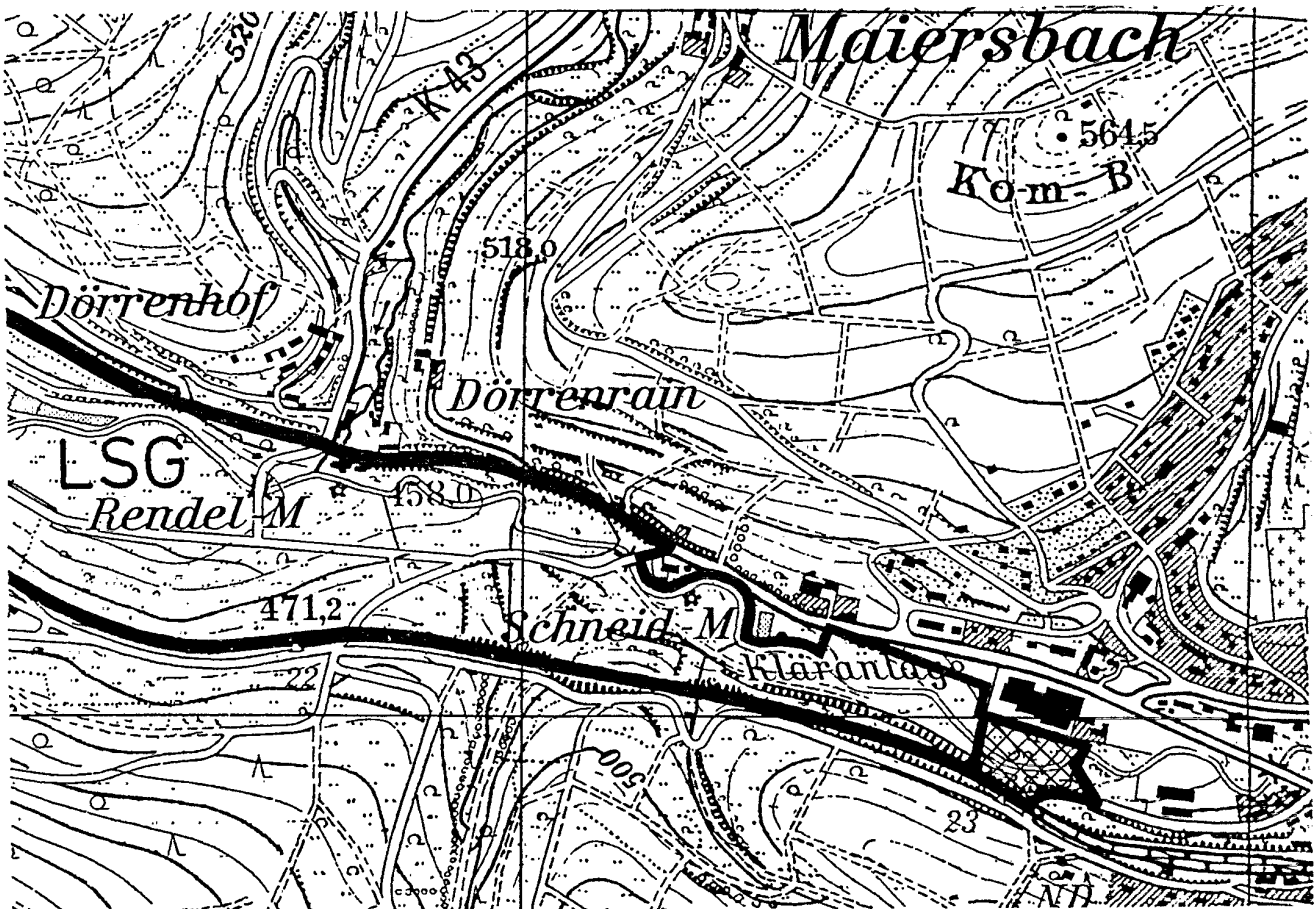 Maiersbach
520
K 43
564,5
Kom-B
518,0
Dörrenhof
Dörrenrain
LSG
458,0
Rendel-M
471,2
Schneid-M
Kläranlage
22
500
23
ND